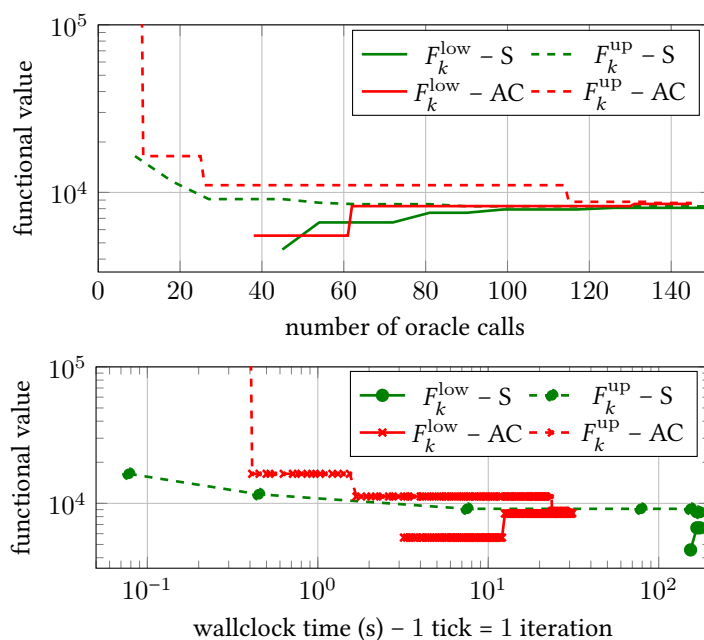 10^5
10^4
functional value
F_k^low – S F_k^up – S
F_k^low – AC F_k^up – AC
0 20 40 60 80 100 120 140
number of oracle calls
10^5
10^4
functional value
F_k^low – S F_k^up – S
F_k^low – AC F_k^up – AC
10^−1 10^0 10^1 10^2
wallclock time (s) – 1 tick = 1 iteration